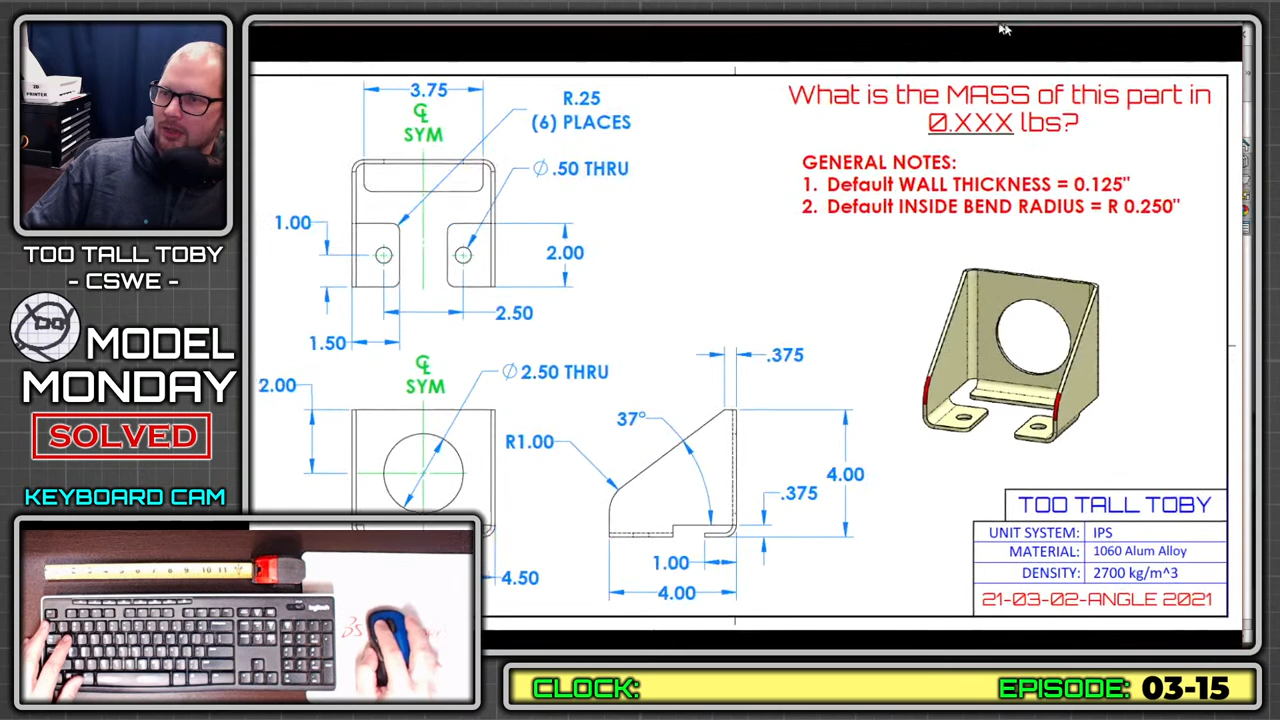 TOO TALL TOBY
- CSWE -
MODEL
MONDAY
SOLVED
KEYBOARD CAM
3.75
CL
SYM
R.25
(6) PLACES
Ø.50 THRU
1.00
2.00
2.50
1.50
CL
SYM
2.00
Ø2.50 THRU
4.50
.375
37°
R1.00
4.00
.375
1.00
4.00
What is the MASS of this part in
0.XXX lbs?
GENERAL NOTES:
1. Default WALL THICKNESS = 0.125"
2. Default INSIDE BEND RADIUS = R 0.250"
TOO TALL TOBY
UNIT SYSTEM: IPS
MATERIAL: 1060 Alum Alloy
DENSITY: 2700 kg/m^3
21-03-02-ANGLE 2021
CLOCK:
EPISODE: 03-15